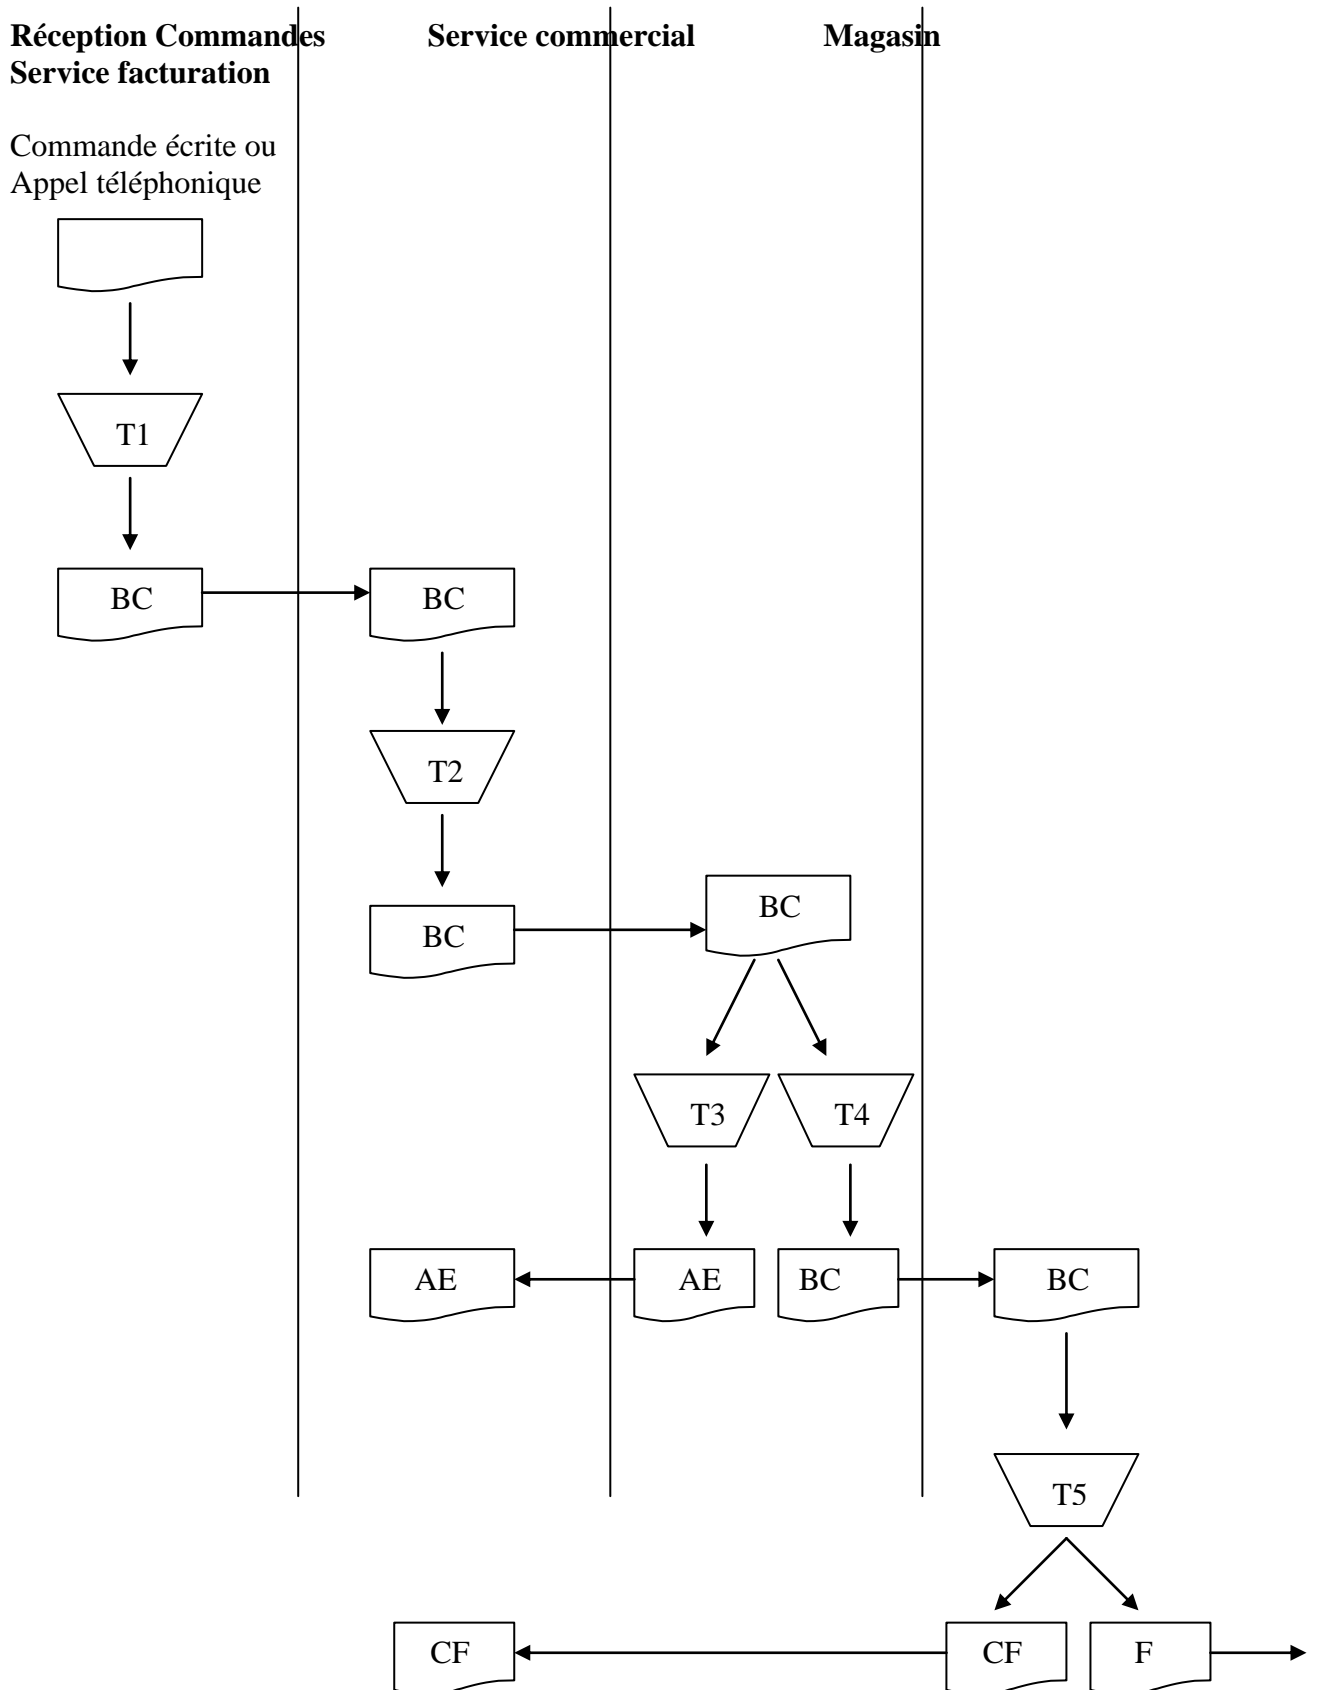 Réception Commandes Service commercial Magasin
Service facturation
Commande écrite ou
Appel téléphonique
T1
BC BC
T2
BC BC
T3 T4
AE AE BC BC
T5
CF CF F